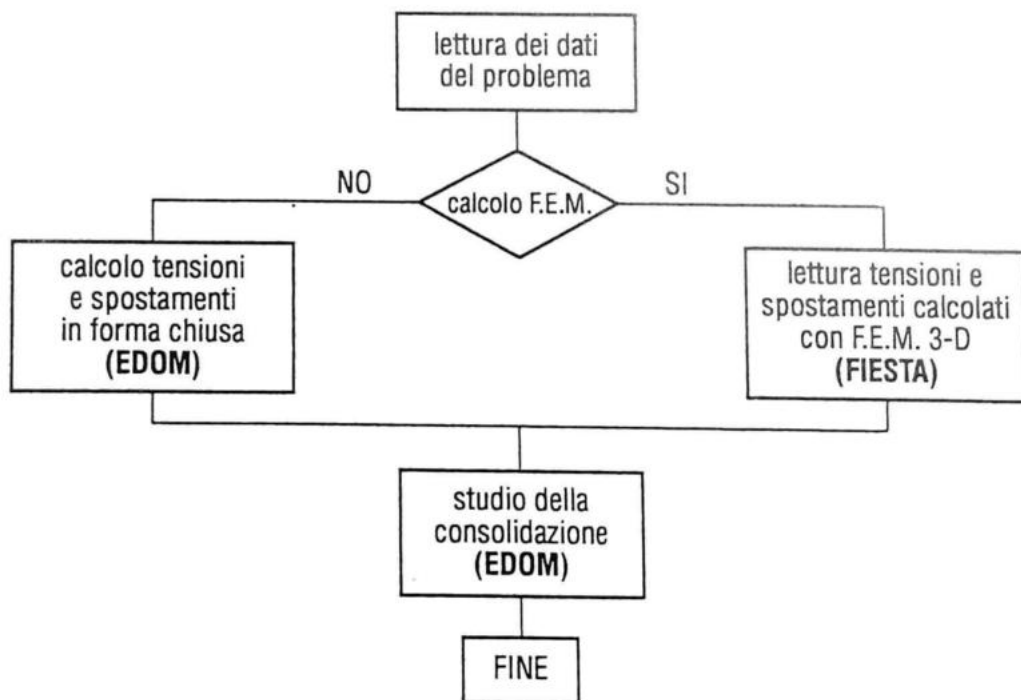 lettura dei dati
del problema
NO
calcolo F.E.M.
SI
calcolo tensioni
e spostamenti
in forma chiusa
(EDOM)
lettura tensioni e
spostamenti calcolati
con F.E.M. 3-D
(FIESTA)
studio della
consolidazione
(EDOM)
FINE